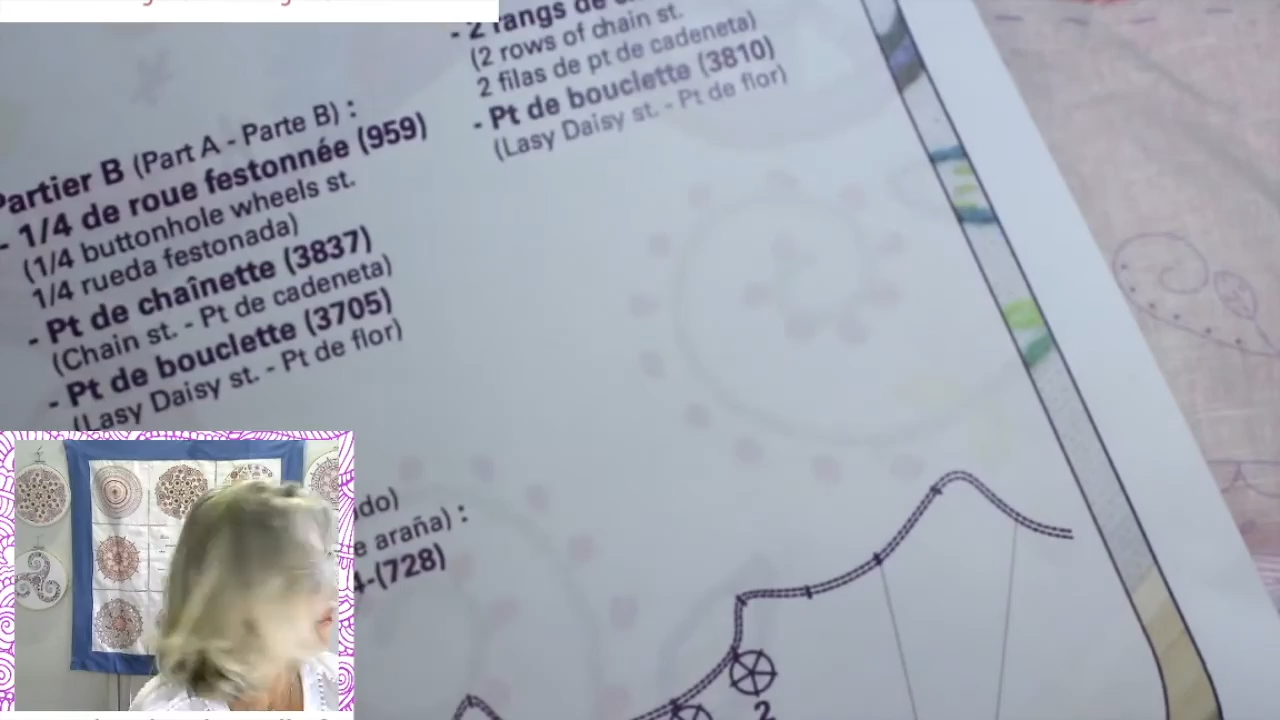 - 2 rangs de
(2 rows of chain st.
2 filas de pt de cadeneta)
- Pt de bouclette (3810)
(Lasy Daisy st. - Pt de flor)
Partier B (Part A - Parte B) :
- 1/4 de roue festonnée (959)
(1/4 buttonhole wheels st.
1/4 rueda festonada)
- Pt de chaînette (3837)
(Chain st. - Pt de cadeneta)
- Pt de bouclette (3705)
(Lasy Daisy st. - Pt de flor)
araña) :
(728)
2